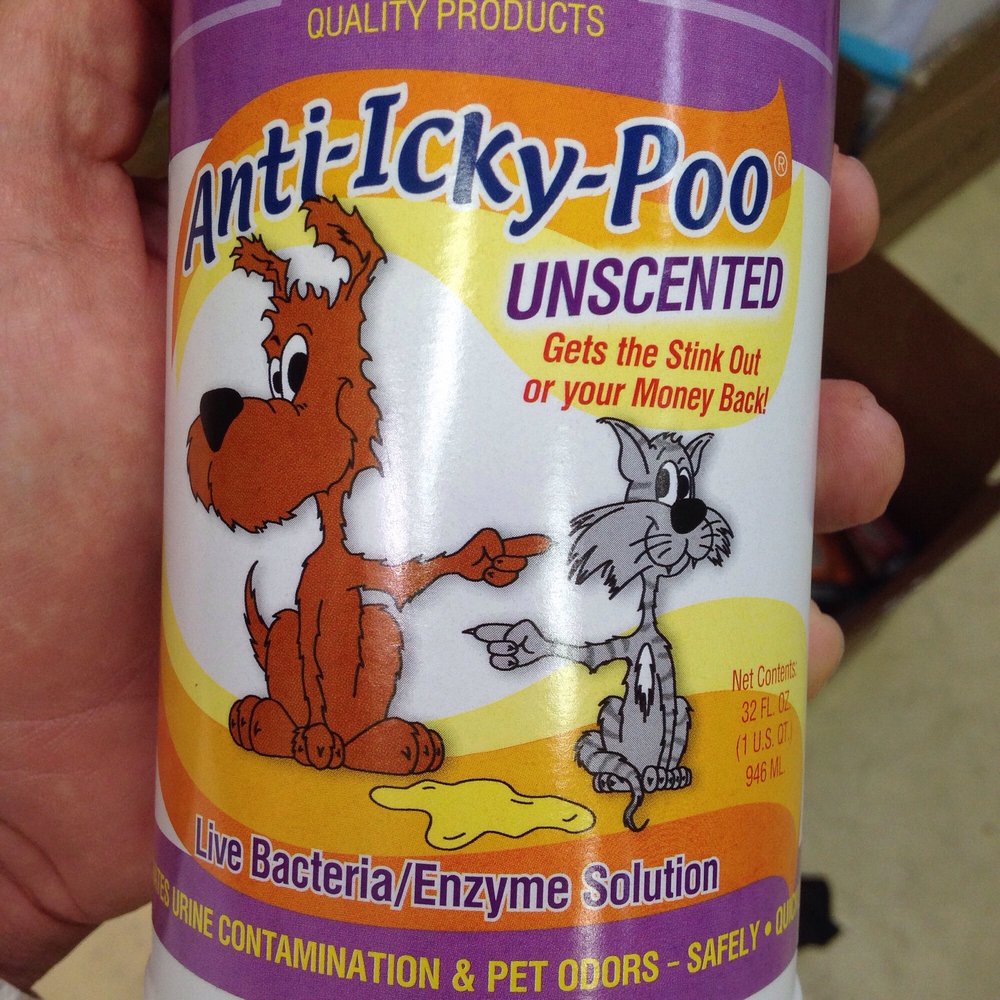 QUALITY PRODUCTS
Anti-Icky-Poo®
UNSCENTED
Gets the Stink Out
or your Money Back!
Net Contents:
32 FL. OZ.
(1 U.S. QT.)
946 ML
Live Bacteria/Enzyme Solution
URINE CONTAMINATION & PET ODORS – SAFELY •